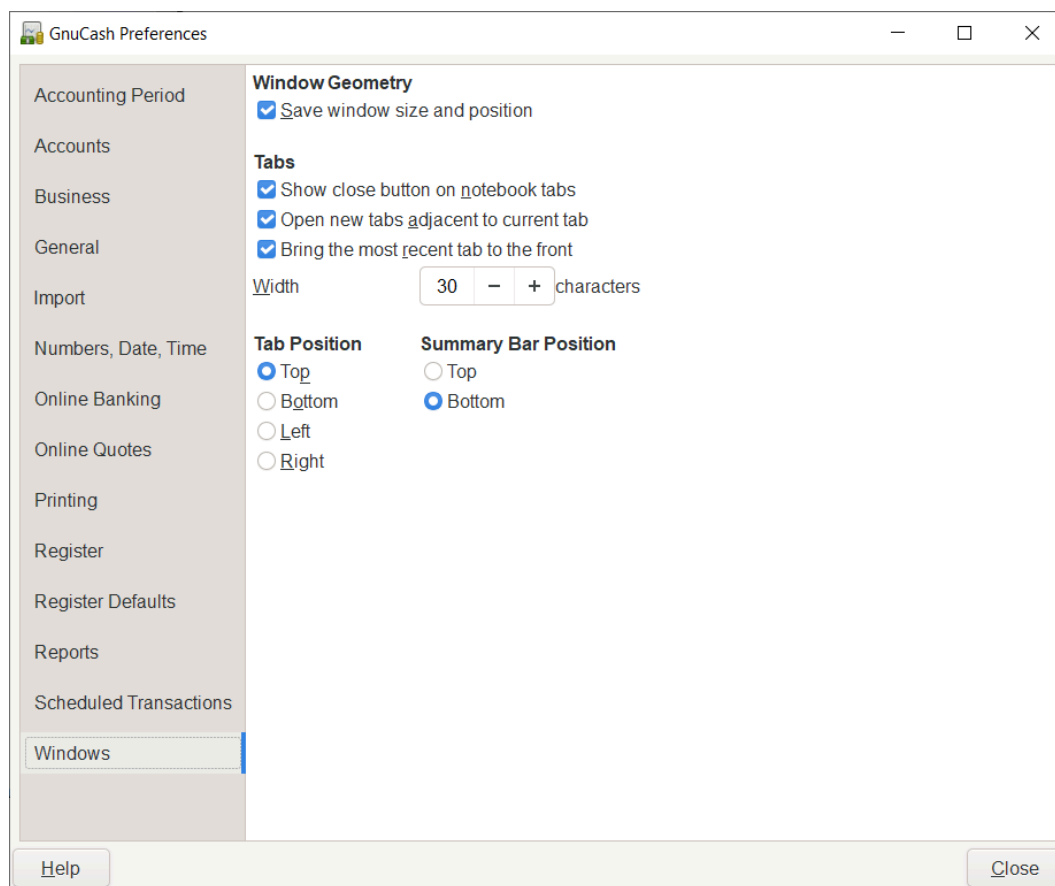 GnuCash Preferences
Accounting Period
Accounts
Business
General
Import
Numbers, Date, Time
Online Banking
Online Quotes
Printing
Register
Register Defaults
Reports
Scheduled Transactions
Windows
Window Geometry
Save window size and position
Tabs
Show close button on notebook tabs
Open new tabs adjacent to current tab
Bring the most recent tab to the front
Width 30 − + characters
Tab Position Summary Bar Position
Top Top
Bottom Bottom
Left
Right
Help Close